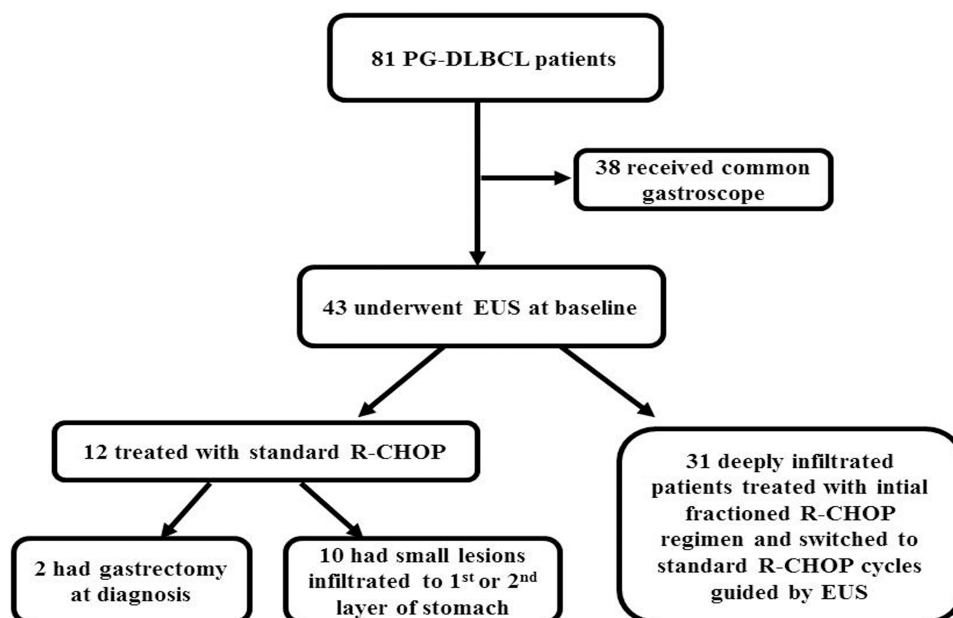 81 PG-DLBCL patients
38 received common
gastroscope
43 underwent EUS at baseline
12 treated with standard R-CHOP
31 deeply infiltrated
patients treated with intial
fractioned R-CHOP
regimen and switched to
standard R-CHOP cycles
guided by EUS
2 had gastrectomy
at diagnosis
10 had small lesions
infiltrated to 1st or 2nd
layer of stomach